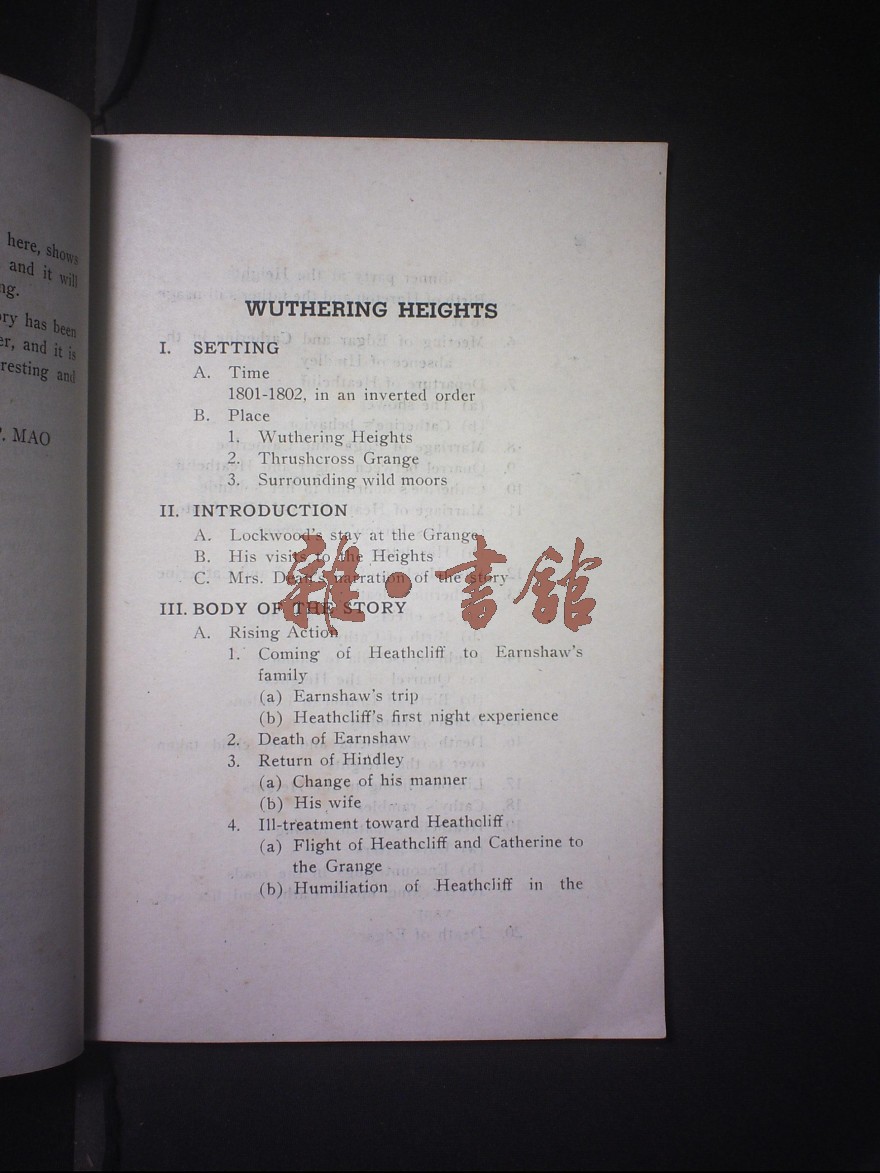 here, shows
and it will
ng.
ry has been
er, and it is
resting and
. MAO
WUTHERING HEIGHTS
I. SETTING
A. Time
1801-1802, in an inverted order
B. Place
1. Wuthering Heights
2. Thrushcross Grange
3. Surrounding wild moors
II. INTRODUCTION
A. Lockwood's stay at the Grange
B. His visits to the Heights
C. Mrs. Dean's narration of the story
III. BODY OF THE STORY
A. Rising Action
1. Coming of Heathcliff to Earnshaw's
family
(a) Earnshaw's trip
(b) Heathcliff's first night experience
2. Death of Earnshaw
3. Return of Hindley
(a) Change of his manner
(b) His wife
4. Ill-treatment toward Heathcliff
(a) Flight of Heathcliff and Catherine to
the Grange
(b) Humiliation of Heathcliff in the
雜·書館